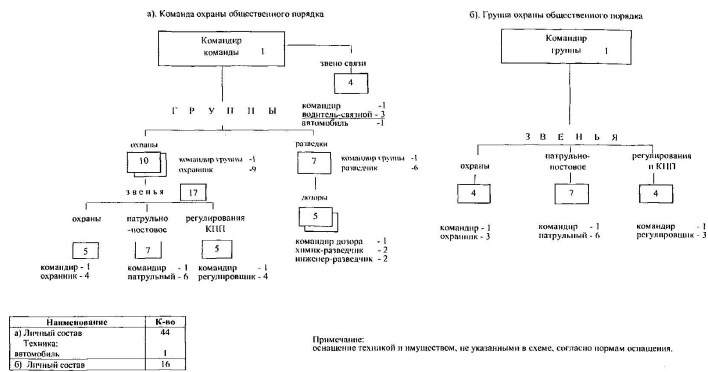 а). Команда охраны общественного порядка
Командир
команды 1
звено связи
4
командир -1
водитель-связной - 3
автомобиль -1
Г Р У П П Ы
охраны
10
командир группы -1
охранник -9
звенья
17
охраны
5
командир - 1
охранник - 4
патрульно
-постовое
7
командир - 1
патрульный - 6
регулирования
КПП
5
командир - 1
регулировщик - 4
разведки
7
командир группы -1
разведчик -6
дозоры
5
командир дозора - 1
химик-разведчик - 2
инженер-разведчик - 2
б). Группа охраны общественного порядка
Командир
группы 1
З В Е Н Ь Я
охраны
4
командир - 1
охранник - 3
патрульно-
постовое
7
командир - 1
патрульный - 6
регулирования
и КПП
4
командир - 1
регулировщик - 3
Наименование К-во
а) Личный состав 44
Техника:
автомобиль 1
б) Личный состав 16
Примечание:
оснащение техникой и имуществом, не указанными в схеме, согласно нормам оснащения.